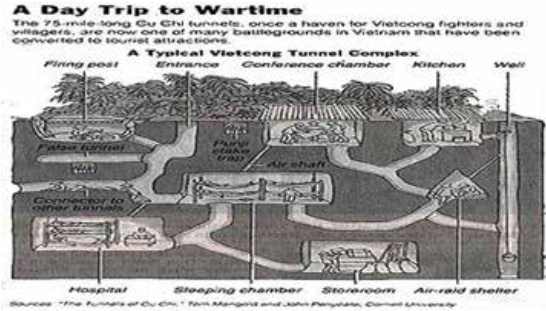 A Day Trip to Wartime
The 75-mile-long Cu Chi tunnels, once a haven for Vietcong fighters and
villagers, are now one of many battlegrounds in Vietnam that have been
converted to tourist attractions.
A Typical Vietcong Tunnel Complex
Firing post Entrance Conference chamber Kitchen Well
False tunnel
Punji
stake
trap
Air shaft
Connector to
other tunnels
Hospital Sleeping chamber Storeroom Air-raid shelter
Sources: "The Tunnels of Cu Chi," Tom Mangold and John Penycate, Cornell University